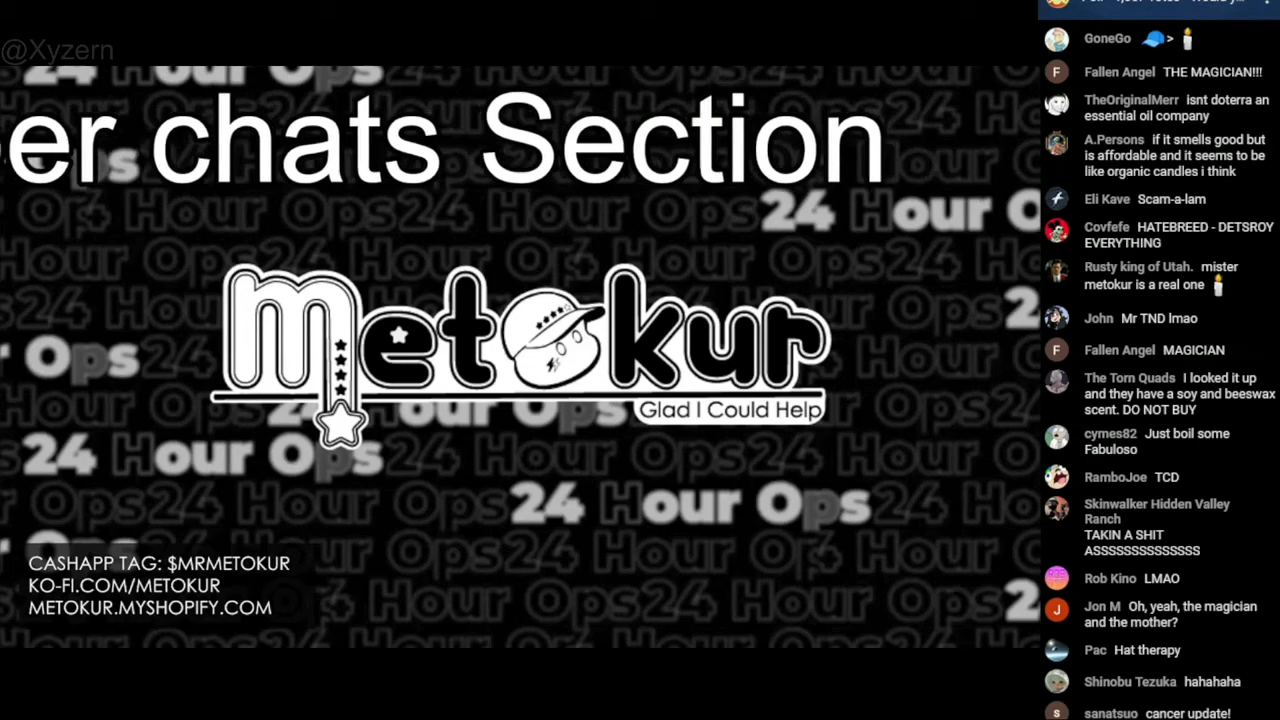 @Xyzern
er chats Section
24 Hour Ops
metokur
Glad I Could Help
CASHAPP TAG: $MRMETOKUR
KO-FI.COM/METOKUR
METOKUR.MYSHOPIFY.COM
GoneGo >
Fallen Angel THE MAGICIAN!!!
TheOriginalMerr isnt doterra an
essential oil company
A.Persons if it smells good but
is affordable and it seems to be
like organic candles i think
Eli Kave Scam-a-lam
Covfefe HATEBREED - DETSROY
EVERYTHING
Rusty king of Utah. mister
metokur is a real one
John Mr TND lmao
F Fallen Angel MAGICIAN
The Torn Quads I looked it up
and they have a soy and beeswax
scent. DO NOT BUY
cymes82 Just boil some
Fabuloso
RamboJoe TCD
Skinwalker Hidden Valley
Ranch
TAKIN A SHIT
ASSSSSSSSSSSSSS
Rob Kino LMAO
J Jon M Oh, yeah, the magician
and the mother?
Pac Hat therapy
Shinobu Tezuka hahahaha
s sanatsuo cancer update!